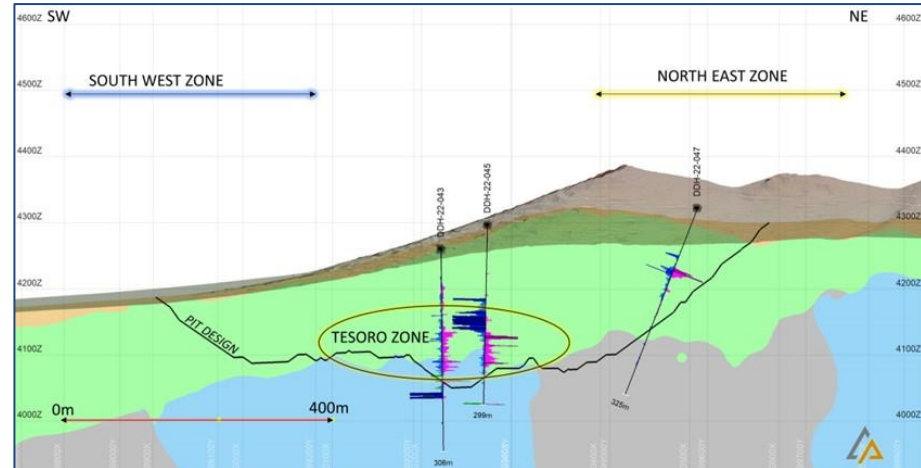 4600Z SW NE 4600Z
SOUTH WEST ZONE
NORTH EAST ZONE
4500Z 4500Z
4400Z 4400Z
DDH-22-043
DDH-22-045
DDH-22-047
4300Z 4300Z
4200Z 4200Z
PIT DESIGN
TESORO ZONE
4100Z 4100Z
0m 400m
4000Z 4000Z
299m
325m
306m